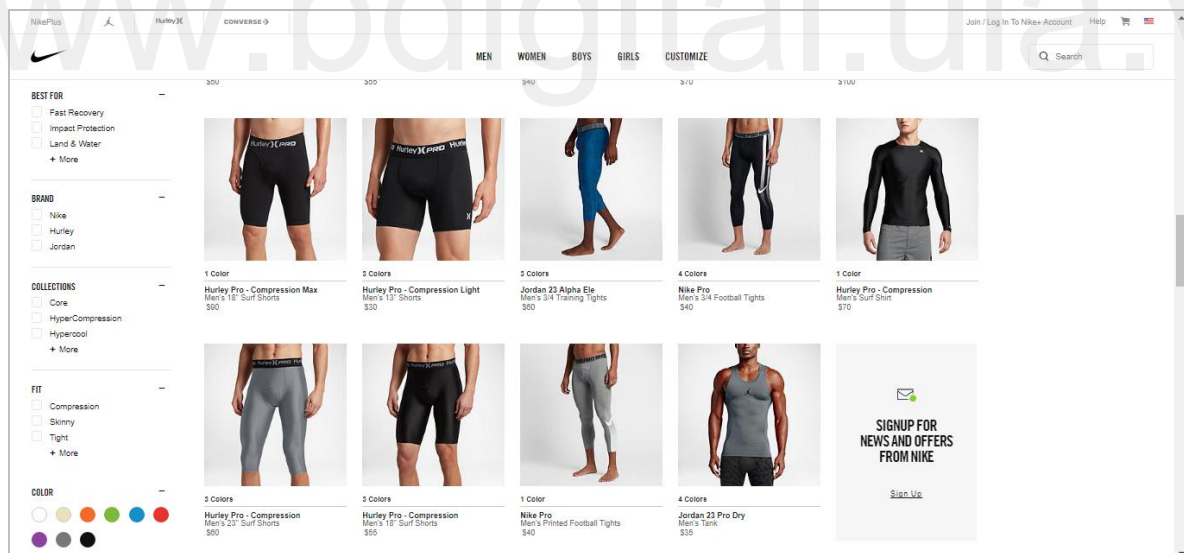 www.bdigital.ula.v
NikePlus Hurley CONVERSE Join / Log In To Nike+ Account Help
MEN WOMEN BOYS GIRLS CUSTOMIZE Search
$40 $70 $100
BEST FOR
Fast Recovery
Impact Protection
Land & Water
+ More
BRAND
Nike
Hurley
Jordan
COLLECTIONS
Core
HyperCompression
Hypercool
+ More
FIT
Compression
Skinny
Tight
+ More
COLOR
Hurley PRO
Hurley PRO
1 Color
Hurley Pro - Compression Max
Men's 18" Surf Shorts
$90
3 Colors
Hurley Pro - Compression Light
Men's 13" Shorts
$30
3 Colors
Jordan 23 Alpha Ele
Men's 3/4 Training Tights
$60
4 Colors
Nike Pro
Men's 3/4 Football Tights
$40
1 Color
Hurley Pro - Compression
Men's Surf Shirt
$70
3 Colors
Hurley Pro - Compression
Men's 23" Surf Shorts
$60
3 Colors
Hurley Pro - Compression
Men's 18" Surf Shorts
$55
1 Color
Nike Pro
Men's Printed Football Tights
$40
4 Colors
Jordan 23 Pro Dry
Men's Tank
$35
SIGNUP FOR
NEWS AND OFFERS
FROM NIKE
Sign Up